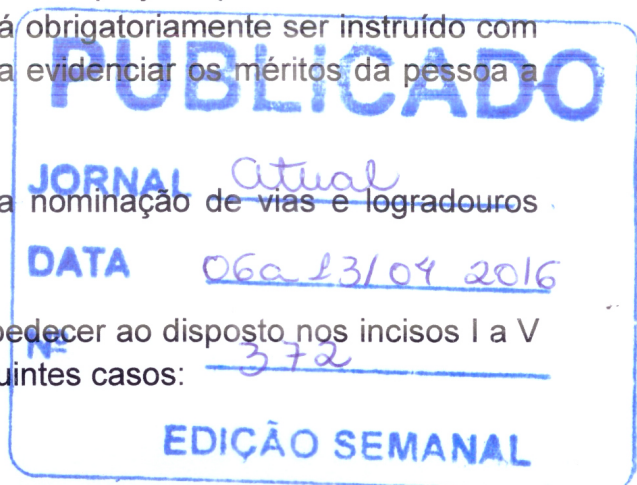 á obrigatoriamente ser instruído com
a evidenciar os méritos da pessoa a
PUBLICADO
JORNAL atual
a nominação de vias e logradouros
DATA 06 a 13/04 2016
bedecer ao disposto nos incisos I a V
Nº 372
uintes casos:
EDIÇÃO SEMANAL